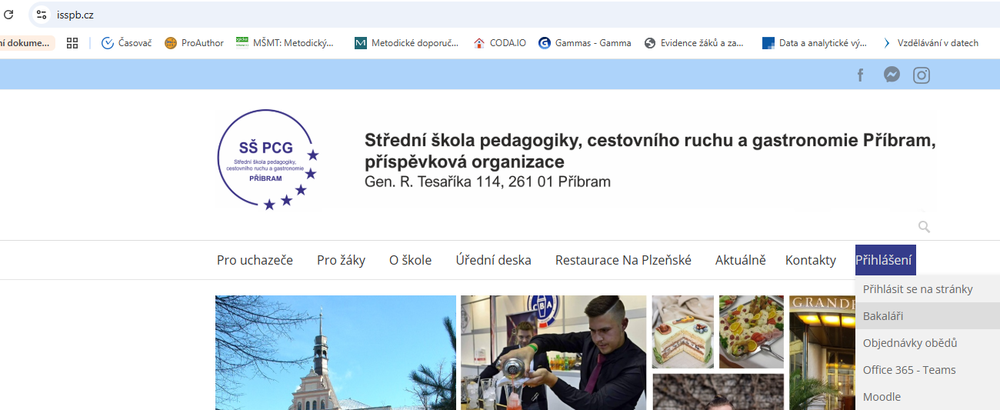 isspb.cz
ní dokume...
Časovač
ProAuthor
MŠMT: Metodický...
Metodické doporuč...
CODA.IO
Gammas - Gamma
Evidence žáků a za...
Data a analytické vý...
Vzdělávání v datech
SŠ PCG
Střední škola pedagogiky,
cestovního ruchu a gastronomie
PŘÍBRAM
Střední škola pedagogiky, cestovního ruchu a gastronomie Příbram,
příspěvková organizace
Gen. R. Tesaříka 114, 261 01 Příbram
Pro uchazeče
Pro žáky
O škole
Úřední deska
Restaurace Na Plzeňské
Aktuálně
Kontakty
Přihlášení
Přihlásit se na stránky
Bakaláři
Objednávky obědů
Office 365 - Teams
Moodle
CBA
GRANDE